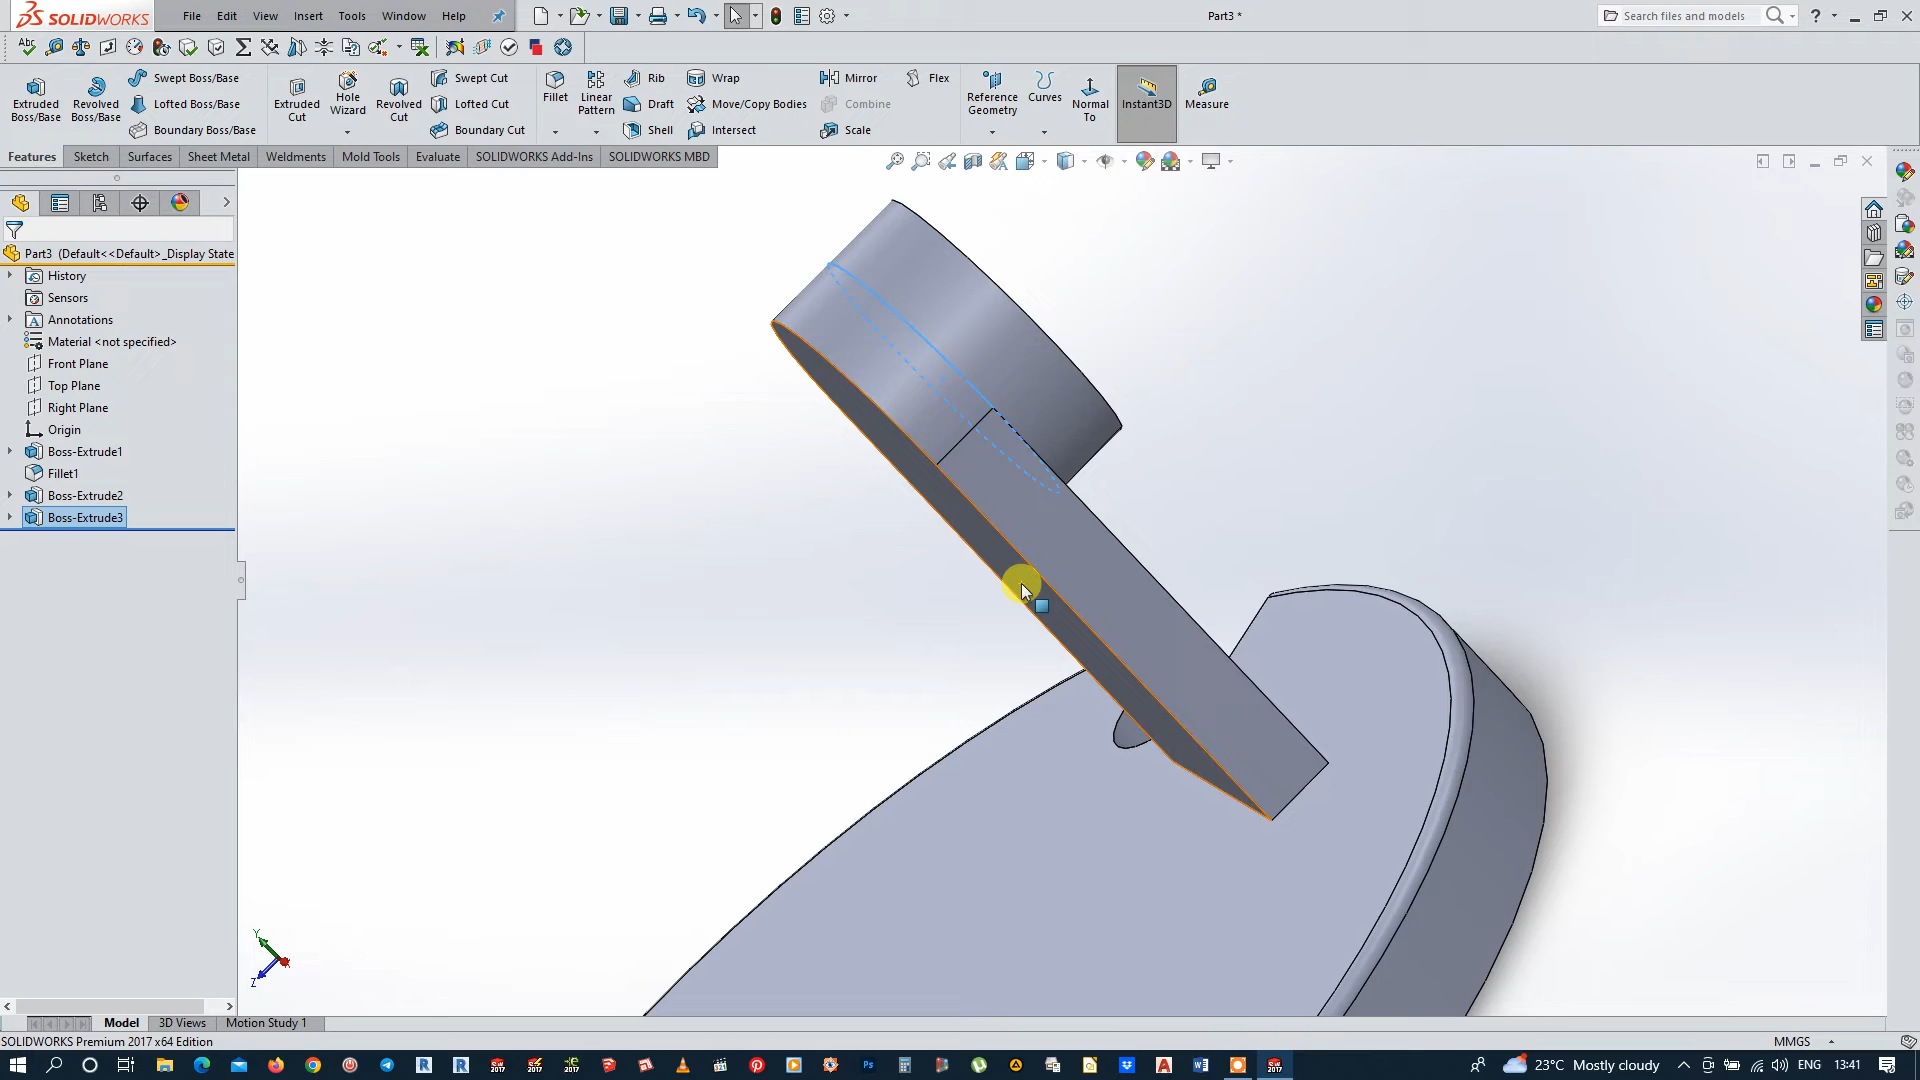 SOLIDWORKS File Edit View Insert Tools Window Help Part3 * Search files and models
Extruded Boss/Base
Revolved Boss/Base
Swept Boss/Base
Lofted Boss/Base
Boundary Boss/Base
Extruded Cut
Hole Wizard
Revolved Cut
Swept Cut
Lofted Cut
Boundary Cut
Fillet
Linear Pattern
Rib
Draft
Shell
Wrap
Move/Copy Bodies
Intersect
Mirror
Combine
Scale
Flex
Reference Geometry
Curves
Normal To
Instant3D
Measure
Features Sketch Surfaces Sheet Metal Weldments Mold Tools Evaluate SOLIDWORKS Add-Ins SOLIDWORKS MBD
Part3 (Default<<Default>_Display State
History
Sensors
Annotations
Material <not specified>
Front Plane
Top Plane
Right Plane
Origin
Boss-Extrude1
Fillet1
Boss-Extrude2
Boss-Extrude3
Y
Z
Model 3D Views Motion Study 1
SOLIDWORKS Premium 2017 x64 Edition MMGS
23°C Mostly cloudy ENG 13:41